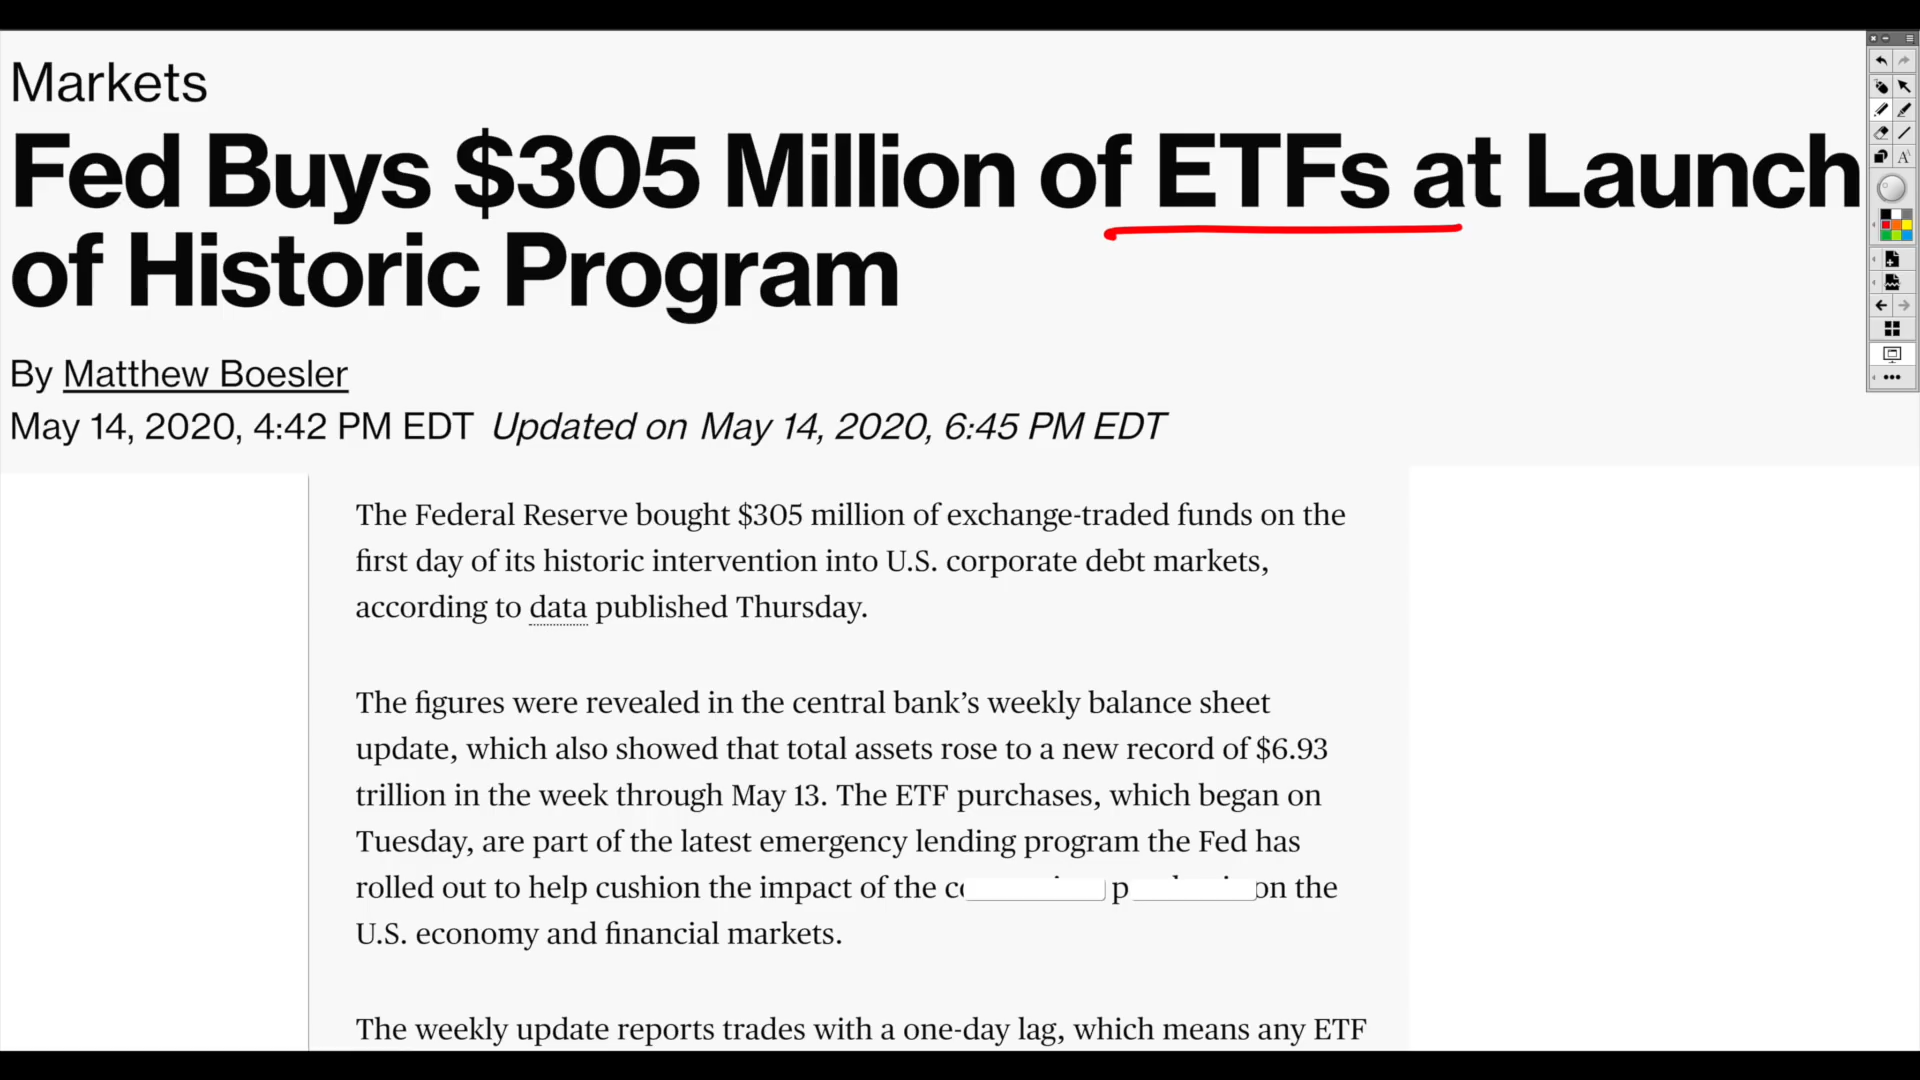 Markets
Fed Buys $305 Million of ETFs at Launch
of Historic Program
By Matthew Boesler
May 14, 2020, 4:42 PM EDT Updated on May 14, 2020, 6:45 PM EDT
The Federal Reserve bought $305 million of exchange-traded funds on the
first day of its historic intervention into U.S. corporate debt markets,
according to data published Thursday.
The figures were revealed in the central bank’s weekly balance sheet
update, which also showed that total assets rose to a new record of $6.93
trillion in the week through May 13. The ETF purchases, which began on
Tuesday, are part of the latest emergency lending program the Fed has
rolled out to help cushion the impact of the on the
U.S. economy and financial markets.
The weekly update reports trades with a one-day lag, which means any ETF